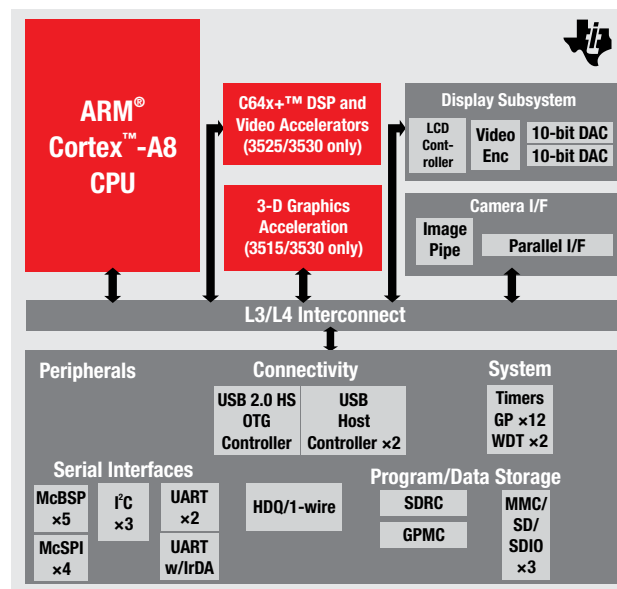 ARM®
Cortex™-A8
CPU
C64x+™ DSP and
Video Accelerators
(3525/3530 only)
3-D Graphics
Acceleration
(3515/3530 only)
Display Subsystem
LCD
Cont-
roller
Video
Enc
10-bit DAC
10-bit DAC
Camera I/F
Image
Pipe
Parallel I/F
L3/L4 Interconnect
Peripherals
Connectivity
USB 2.0 HS
OTG
Controller
USB
Host
Controller ×2
System
Timers
GP ×12
WDT ×2
Serial Interfaces
McBSP
×5
McSPI
×4
I²C
×3
UART
×2
UART
w/IrDA
HDQ/1-wire
Program/Data Storage
SDRC
GPMC
MMC/
SD/
SDIO
×3